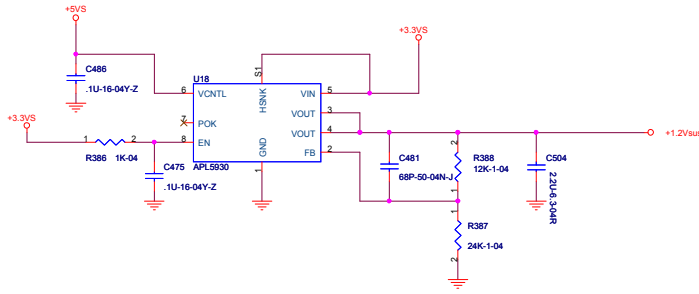 +5VS
+3.3VS
C486
.1U-16-04Y-Z
U18
S1
HSNK
6
VCNTL
VIN
5
7
POK
VOUT
3
+3.3VS
1
2
8
EN
VOUT
4
+1.2Vsus
R386
1K-04
GND
FB
2
APL5930
1
C475
.1U-16-04Y-Z
C481
68P-50-04N-J
2
R388
12K-1-04
1
C504
2.2U-6.3-04R
1
R387
24K-1-04
2